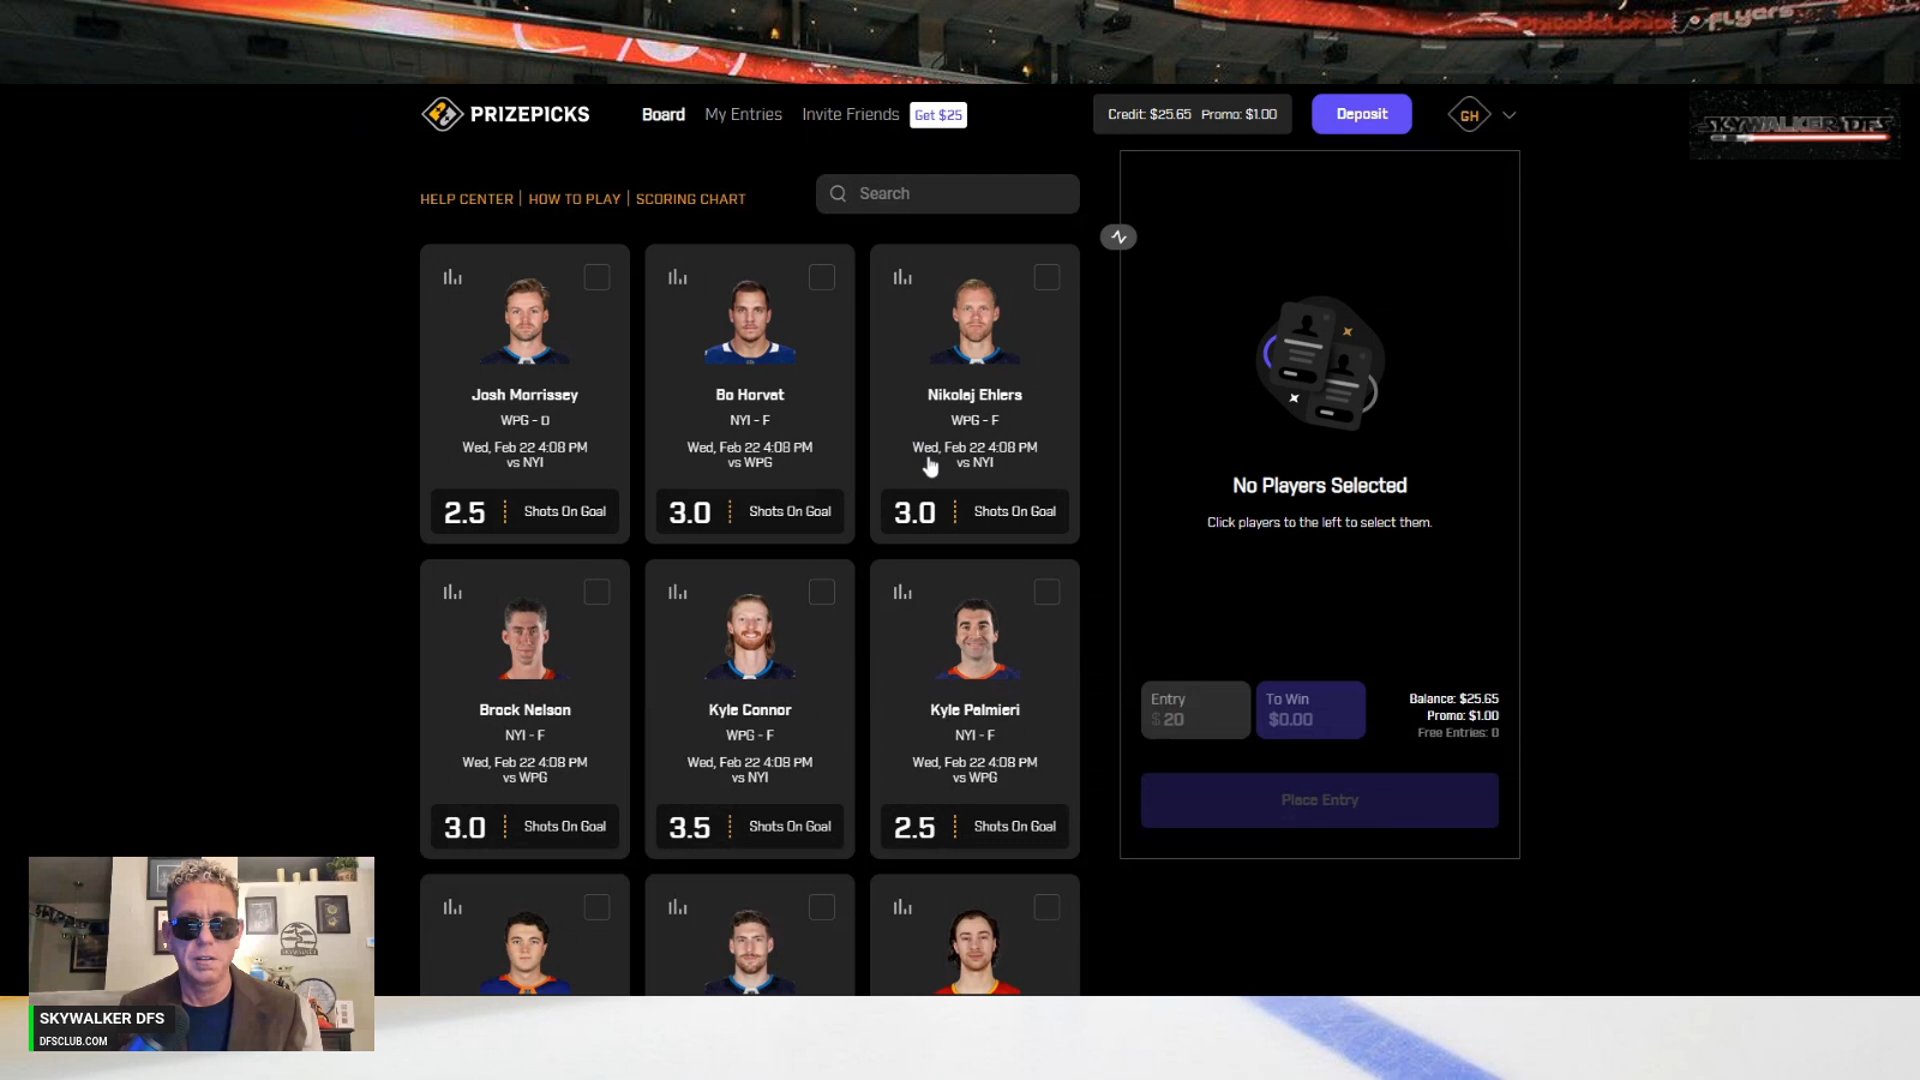 Philadelphia Flyers
PRIZEPICKS
Board
My Entries
Invite Friends
Get $25
Credit: $25.65 Promo: $1.00
Deposit
GH
SKYWALKER DFS
HELP CENTER | HOW TO PLAY | SCORING CHART
Search
Josh Morrissey
WPG - D
Wed, Feb 22 4:08 PM
vs NYI
2.5 Shots On Goal
Bo Horvat
NYI - F
Wed, Feb 22 4:08 PM
vs WPG
3.0 Shots On Goal
Nikolaj Ehlers
WPG - F
Wed, Feb 22 4:08 PM
vs NYI
3.0 Shots On Goal
Brock Nelson
NYI - F
Wed, Feb 22 4:08 PM
vs WPG
3.0 Shots On Goal
Kyle Connor
WPG - F
Wed, Feb 22 4:08 PM
vs NYI
3.5 Shots On Goal
Kyle Palmieri
NYI - F
Wed, Feb 22 4:08 PM
vs WPG
2.5 Shots On Goal
No Players Selected
Click players to the left to select them.
Entry
$ 20
To Win
$0.00
Balance: $25.65
Promo: $1.00
Free Entries: 0
Place Entry
SKYWALKER DFS
DFSCLUB.COM